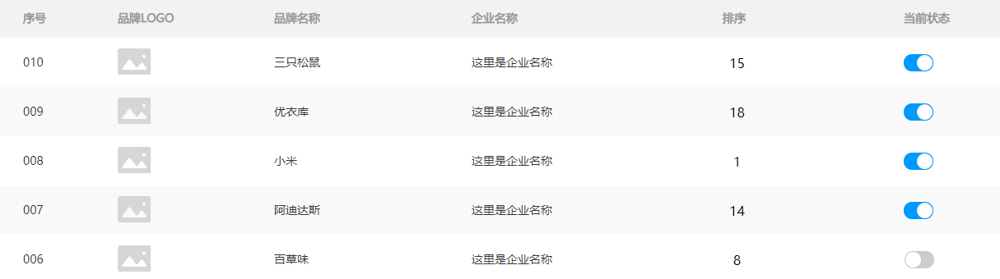 序号 品牌LOGO 品牌名称 企业名称 排序 当前状态
010 三只松鼠 这里是企业名称 15
009 优衣库 这里是企业名称 18
008 小米 这里是企业名称 1
007 阿迪达斯 这里是企业名称 14
006 百草味 这里是企业名称 8